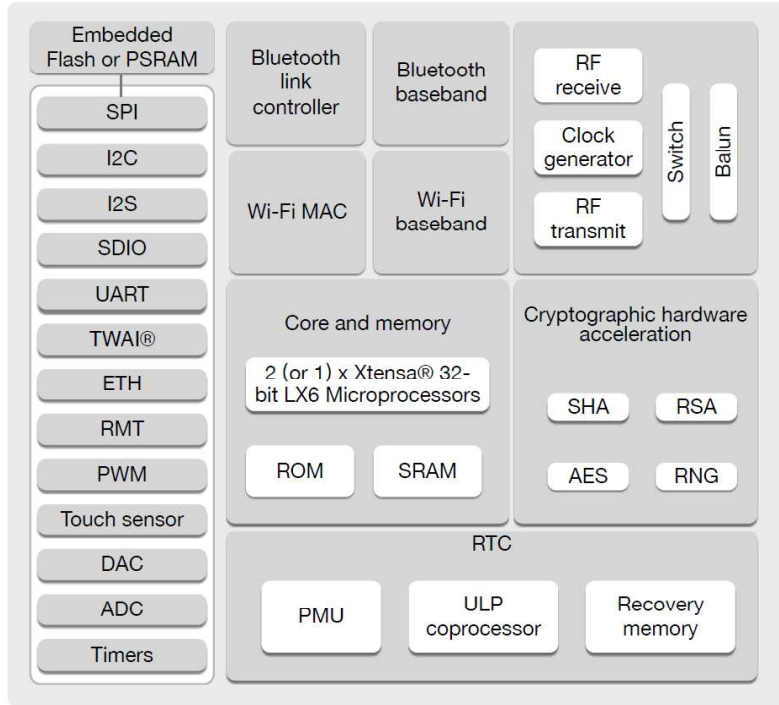 Embedded
Flash or PSRAM
SPI
I2C
I2S
SDIO
UART
TWAI®
ETH
RMT
PWM
Touch sensor
DAC
ADC
Timers
Bluetooth
link
controller
Bluetooth
baseband
Wi-Fi MAC
Wi-Fi
baseband
RF
receive
Clock
generator
RF
transmit
Switch
Balun
Core and memory
2 (or 1) x Xtensa® 32-
bit LX6 Microprocessors
ROM
SRAM
Cryptographic hardware
acceleration
SHA
RSA
AES
RNG
RTC
PMU
ULP
coprocessor
Recovery
memory